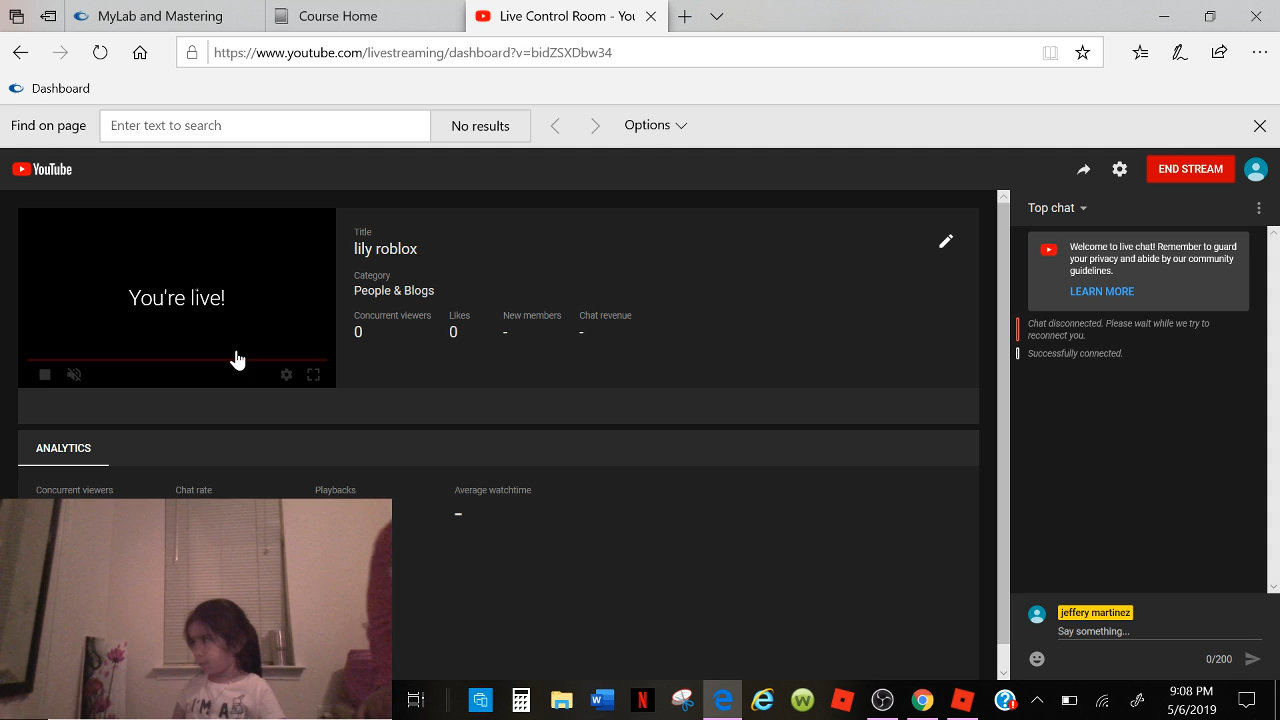 MyLab and Mastering
Course Home
Live Control Room - You
https://www.youtube.com/livestreaming/dashboard?v=bidZSXDbw34
Dashboard
Find on page
Enter text to search
No results
Options
YouTube
END STREAM
You're live!
Title
lily roblox
Category
People & Blogs
Concurrent viewers Likes New members Chat revenue
0 0 - -
ANALYTICS
Concurrent viewers Chat rate Playbacks Average watchtime
–
Top chat
Welcome to live chat! Remember to guard
your privacy and abide by our community
guidelines.
LEARN MORE
Chat disconnected. Please wait while we try to
reconnect you.
Successfully connected.
jeffery martinez
Say something...
0/200
9:08 PM
5/6/2019